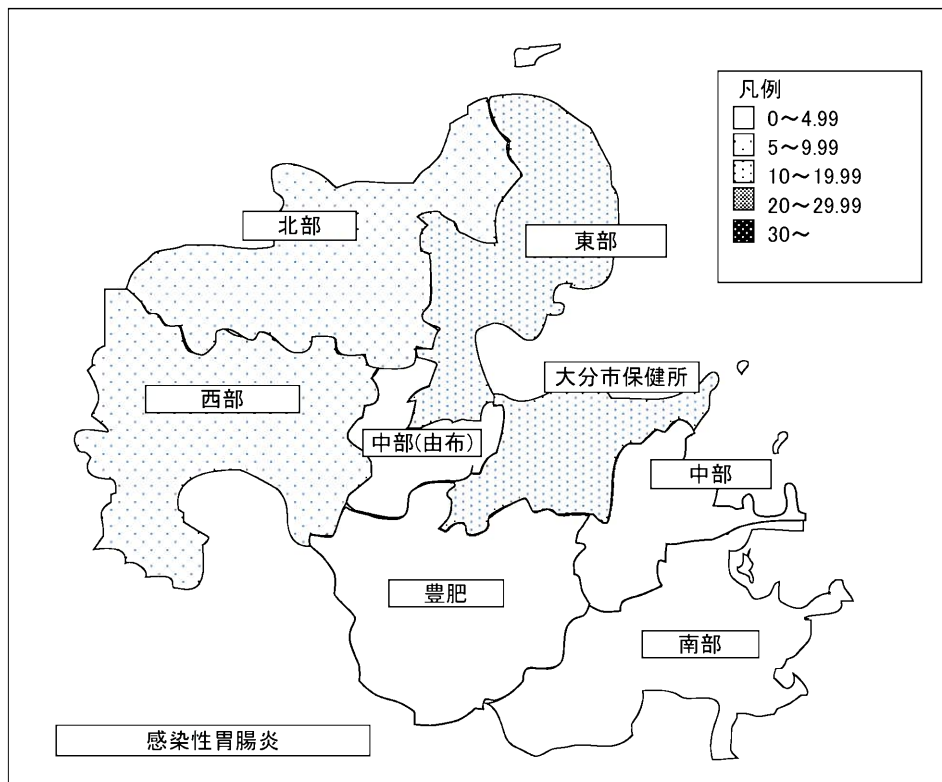 凡例
0～4.99
5～9.99
10～19.99
20～29.99
30～
北部
東部
大分市保健所
西部
中部(由布)
中部
豊肥
南部
感染性胃腸炎